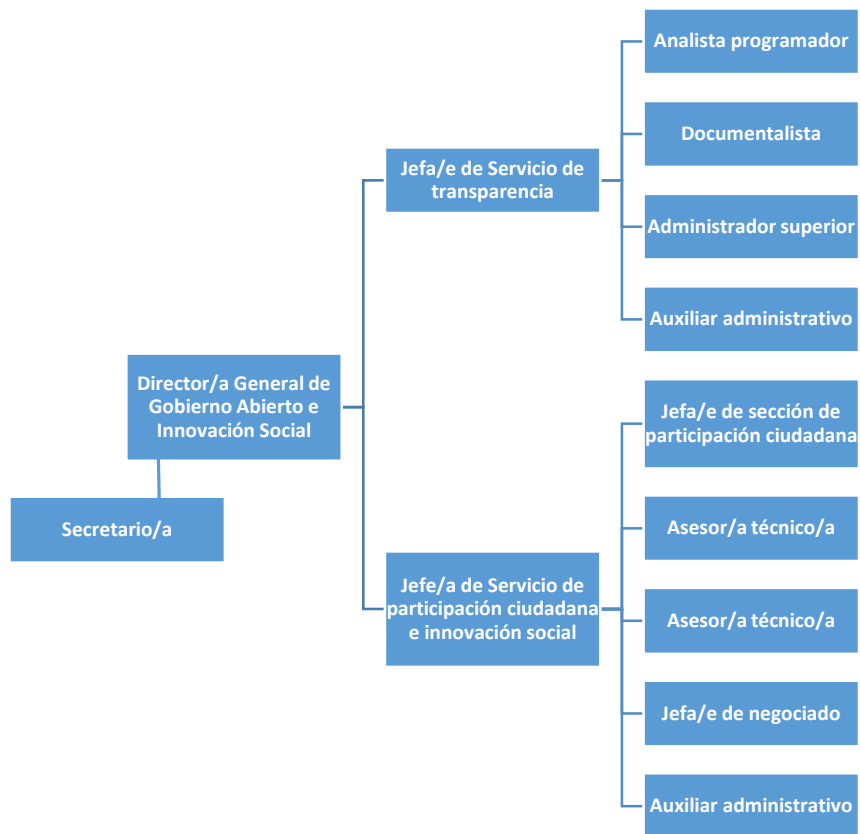 Analista programador
Documentalista
Jefa/e de Servicio de
transparencia
Administrador superior
Auxiliar administrativo
Director/a General de
Gobierno Abierto e
Innovación Social
Jefa/e de sección de
participación ciudadana
Secretario/a
Asesor/a técnico/a
Jefe/a de Servicio de
participación ciudadana
e innovación social
Asesor/a técnico/a
Jefa/e de negociado
Auxiliar administrativo